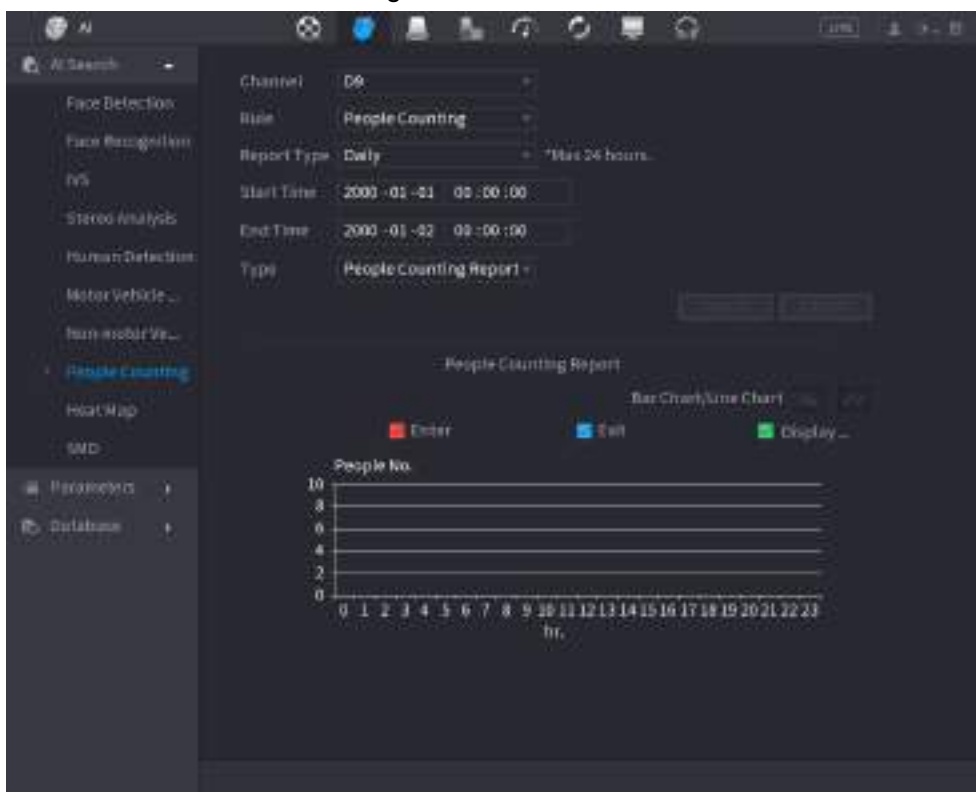 AI
LIVE
AI Search
Face Detection
Face Recognition
IVS
Stereo Analysis
Human Detection
Motor Vehicle ...
Non-motor Ve...
People Counting
Heat Map
SMD
Parameters
Database
Channel D9
Rule People Counting
Report Type Daily *Max 24 hours.
Start Time 2000 -01 -01 00 :00 :00
End Time 2000 -01 -02 00 :00 :00
Type People Counting Report
People Counting Report
Bar Chart/Line Chart
Enter Exit Display ...
People No.
10
8
6
4
2
0
0 1 2 3 4 5 6 7 8 9 10 11 12 13 14 15 16 17 18 19 20 21 22 23
hr.